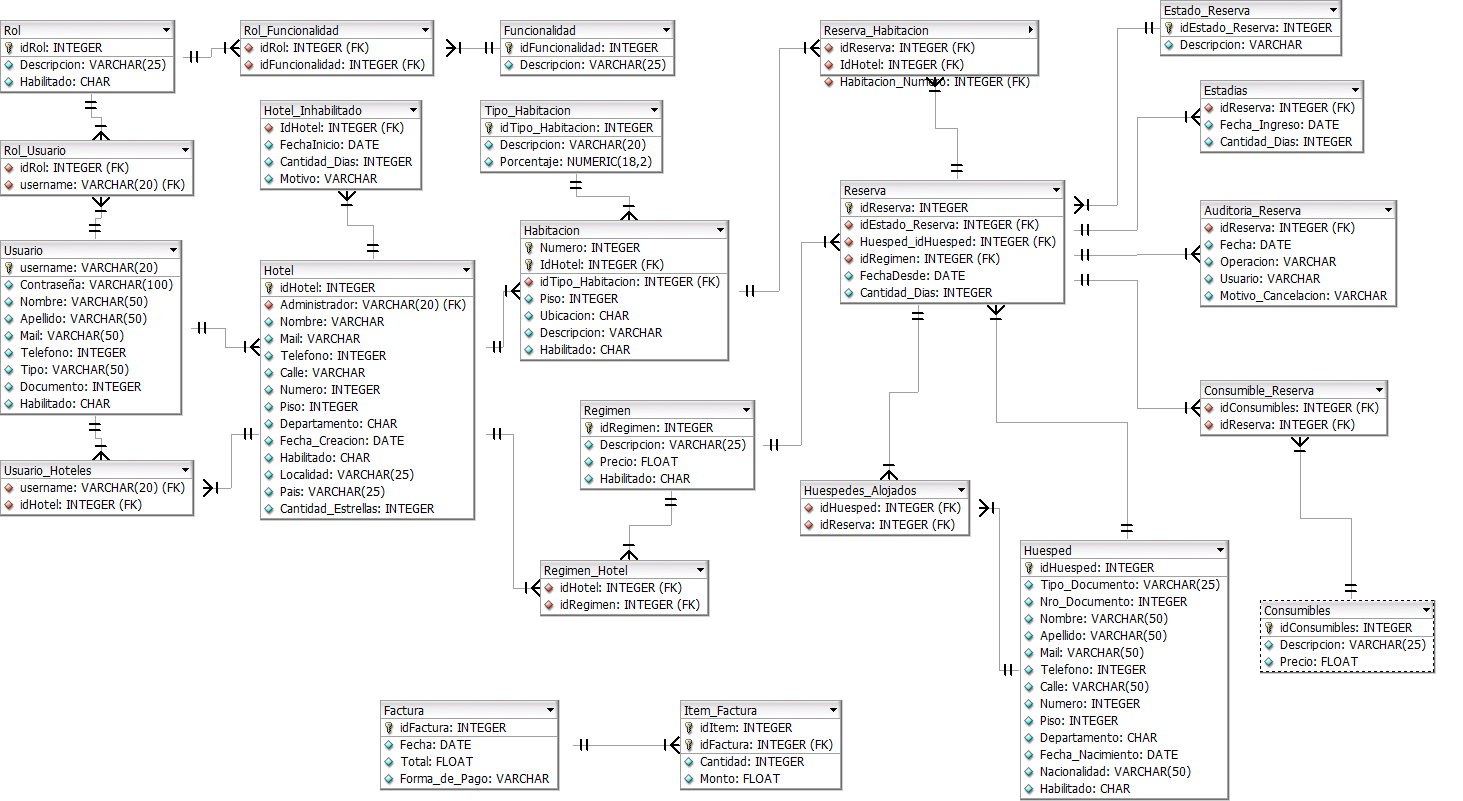 Rol
idRol: INTEGER
Descripcion: VARCHAR(25)
Habilitado: CHAR
Rol_Funcionalidad
idRol: INTEGER (FK)
idFuncionalidad: INTEGER (FK)
Funcionalidad
idFuncionalidad: INTEGER
Descripcion: VARCHAR(25)
Reserva_Habitacion
idReserva: INTEGER (FK)
IdHotel: INTEGER (FK)
Habitacion_Numero: INTEGER (FK)
Estado_Reserva
idEstado_Reserva: INTEGER
Descripcion: VARCHAR
Estadias
idReserva: INTEGER (FK)
Fecha_Ingreso: DATE
Cantidad_Dias: INTEGER
Hotel_Inhabilitado
IdHotel: INTEGER (FK)
FechaInicio: DATE
Cantidad_Dias: INTEGER
Motivo: VARCHAR
Tipo_Habitacion
idTipo_Habitacion: INTEGER
Descripcion: VARCHAR(20)
Porcentaje: NUMERIC(18,2)
Rol_Usuario
idRol: INTEGER (FK)
username: VARCHAR(20) (FK)
Reserva
idReserva: INTEGER
idEstado_Reserva: INTEGER (FK)
Huesped_idHuesped: INTEGER (FK)
idRegimen: INTEGER (FK)
FechaDesde: DATE
Cantidad_Dias: INTEGER
Auditoria_Reserva
idReserva: INTEGER (FK)
Fecha: DATE
Operacion: VARCHAR
Usuario: VARCHAR
Motivo_Cancelacion: VARCHAR
Usuario
username: VARCHAR(20)
Contraseña: VARCHAR(100)
Nombre: VARCHAR(50)
Apellido: VARCHAR(50)
Mail: VARCHAR(50)
Telefono: INTEGER
Tipo: VARCHAR(50)
Documento: INTEGER
Habilitado: CHAR
Hotel
idHotel: INTEGER
Administrador: VARCHAR(20) (FK)
Nombre: VARCHAR
Mail: VARCHAR
Telefono: INTEGER
Calle: VARCHAR
Numero: INTEGER
Piso: INTEGER
Departamento: CHAR
Fecha_Creacion: DATE
Habilitado: CHAR
Localidad: VARCHAR(25)
Pais: VARCHAR(25)
Cantidad_Estrellas: INTEGER
Habitacion
Numero: INTEGER
IdHotel: INTEGER (FK)
idTipo_Habitacion: INTEGER (FK)
Piso: INTEGER
Ubicacion: CHAR
Descripcion: VARCHAR
Habilitado: CHAR
Regimen
idRegimen: INTEGER
Descripcion: VARCHAR(25)
Precio: FLOAT
Habilitado: CHAR
Consumible_Reserva
idConsumibles: INTEGER (FK)
idReserva: INTEGER (FK)
Usuario_Hoteles
username: VARCHAR(20) (FK)
idHotel: INTEGER (FK)
Huespedes_Alojados
idHuesped: INTEGER (FK)
idReserva: INTEGER (FK)
Regimen_Hotel
idHotel: INTEGER (FK)
idRegimen: INTEGER (FK)
Huesped
idHuesped: INTEGER
Tipo_Documento: VARCHAR(25)
Nro_Documento: INTEGER
Nombre: VARCHAR(50)
Apellido: VARCHAR(50)
Mail: VARCHAR(50)
Telefono: INTEGER
Calle: VARCHAR(50)
Numero: INTEGER
Piso: INTEGER
Departamento: CHAR
Fecha_Nacimiento: DATE
Nacionalidad: VARCHAR(50)
Habilitado: CHAR
Consumibles
idConsumibles: INTEGER
Descripcion: VARCHAR(25)
Precio: FLOAT
Factura
idFactura: INTEGER
Fecha: DATE
Total: FLOAT
Forma_de_Pago: VARCHAR
Item_Factura
idItem: INTEGER
idFactura: INTEGER (FK)
Cantidad: INTEGER
Monto: FLOAT